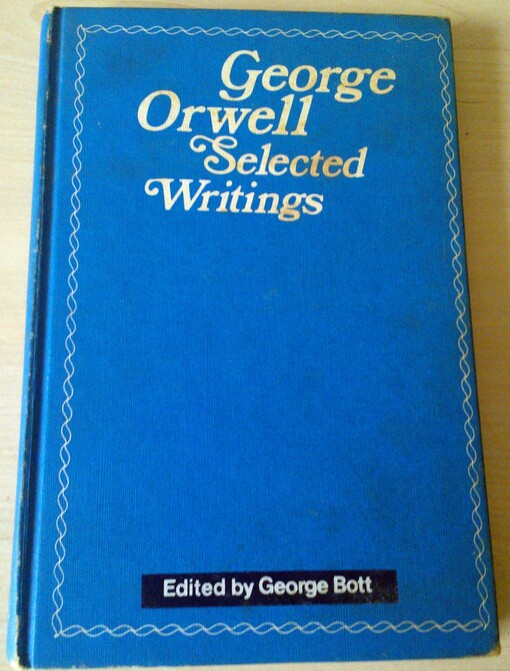 George
Orwell
Selected
Writings
Edited by George Bott